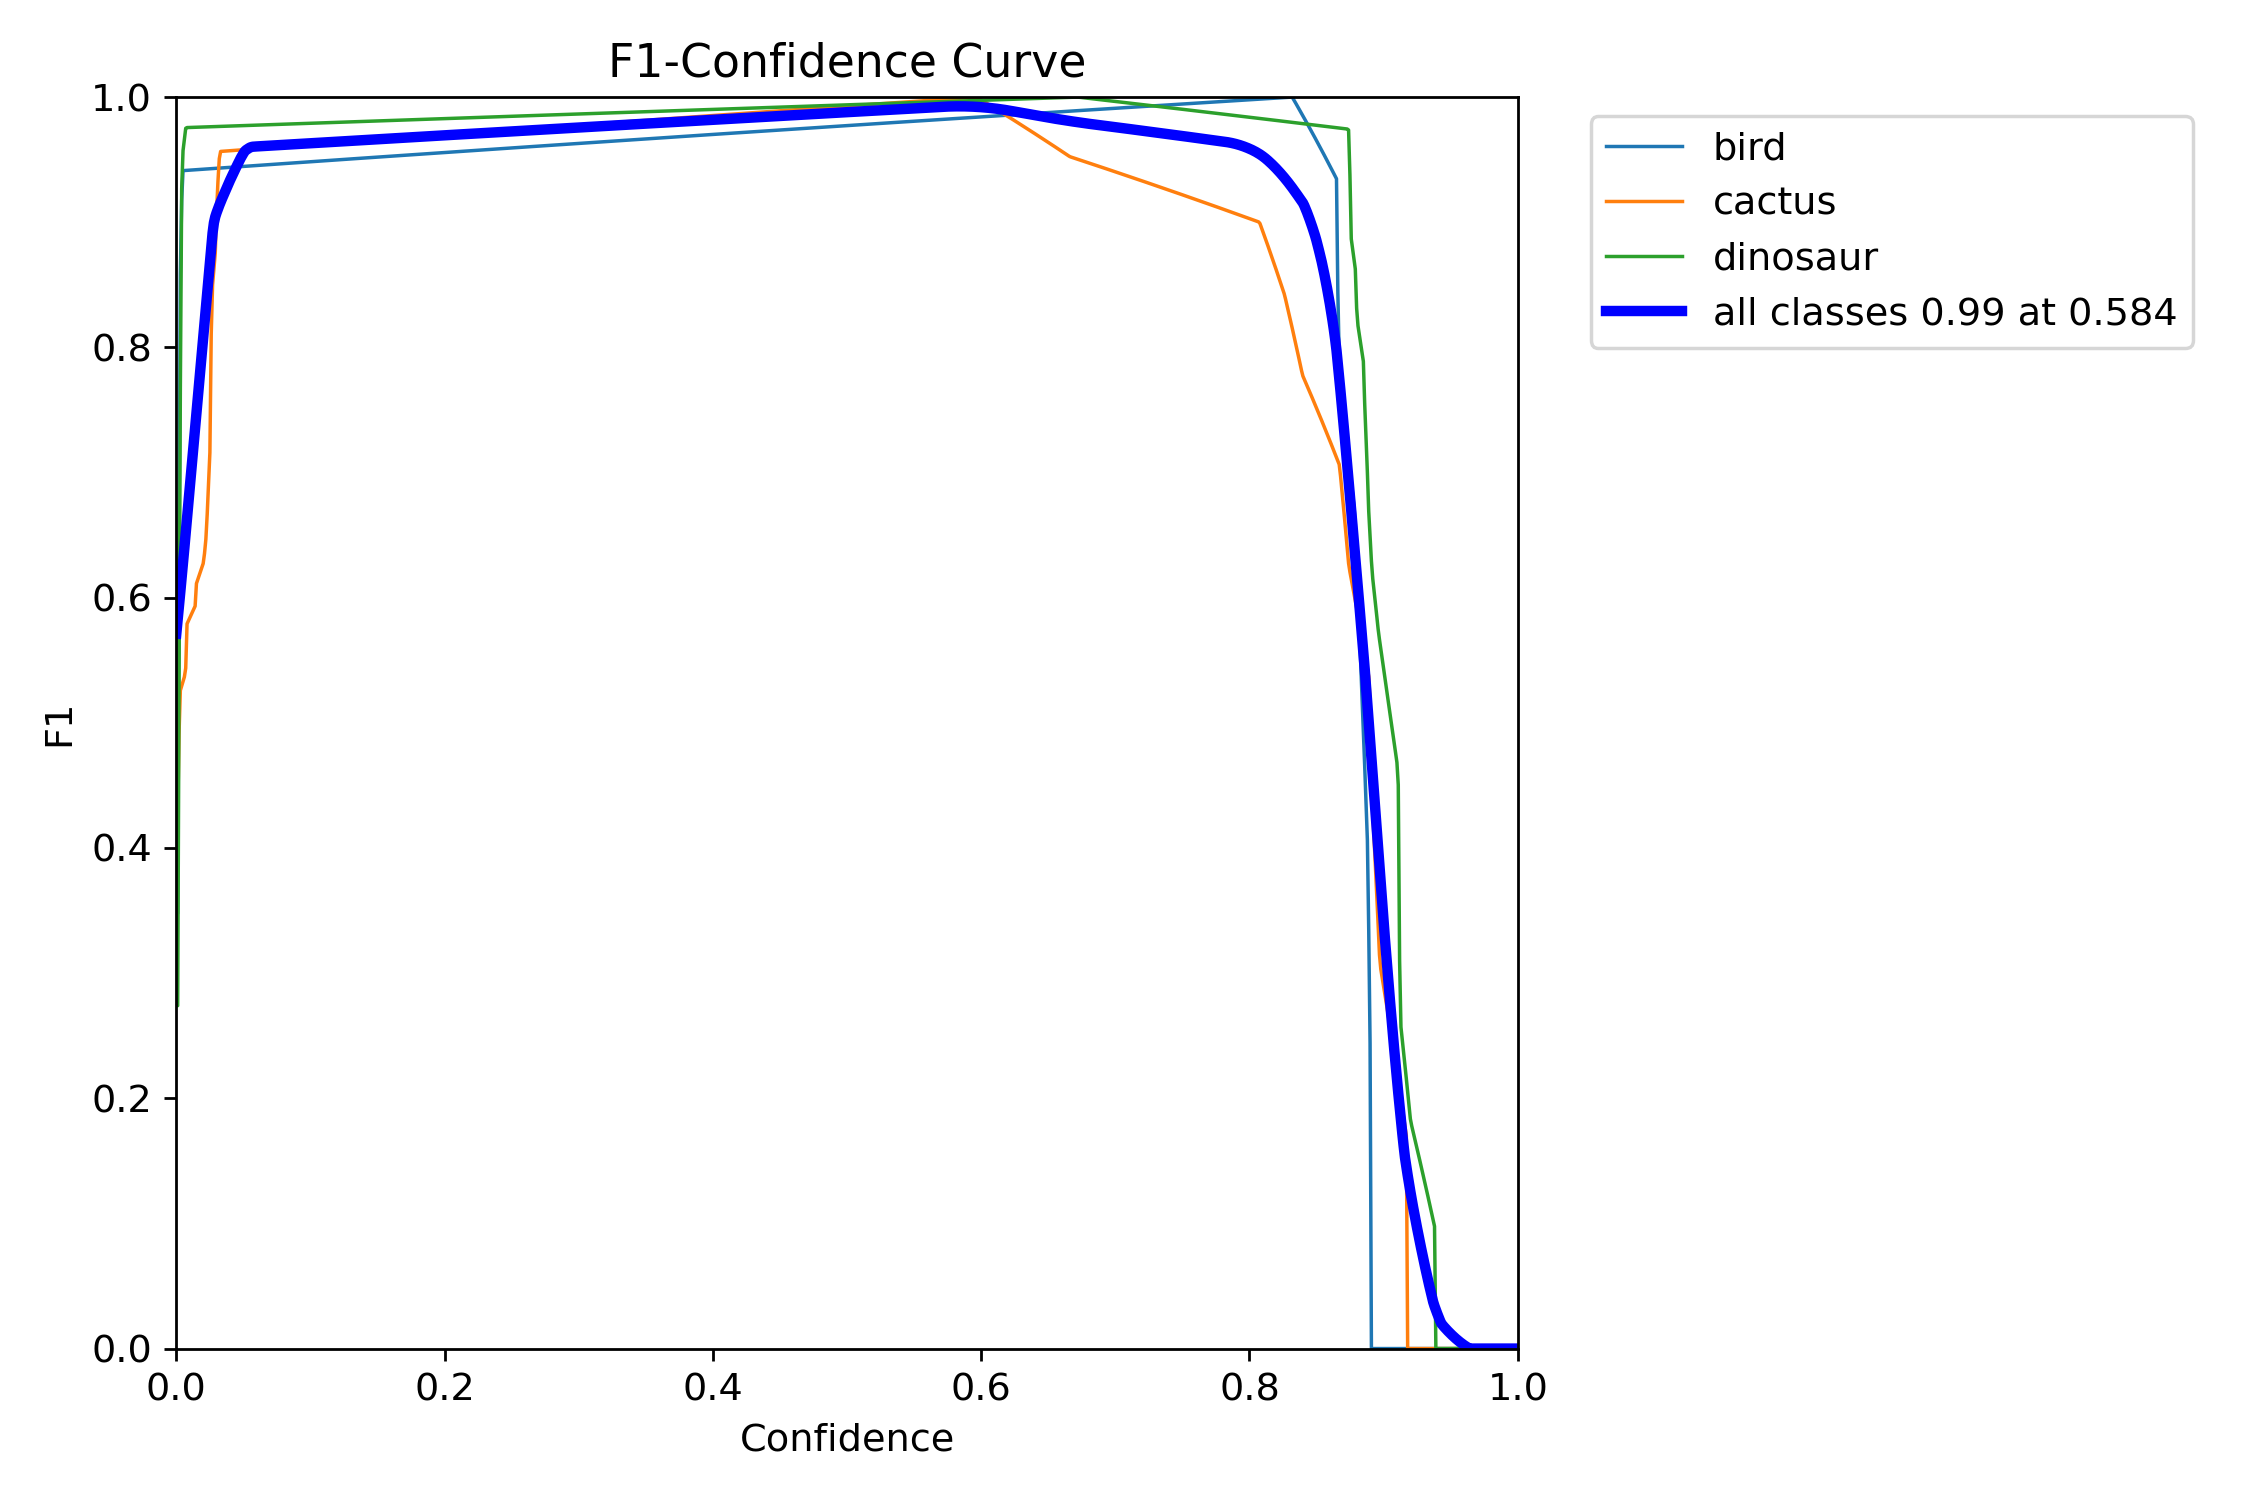 F1-Confidence Curve
1.0
0.8
0.6
0.4
0.2
0.0
F1
0.0 0.2 0.4 0.6 0.8 1.0
Confidence
bird
cactus
dinosaur
all classes 0.99 at 0.584